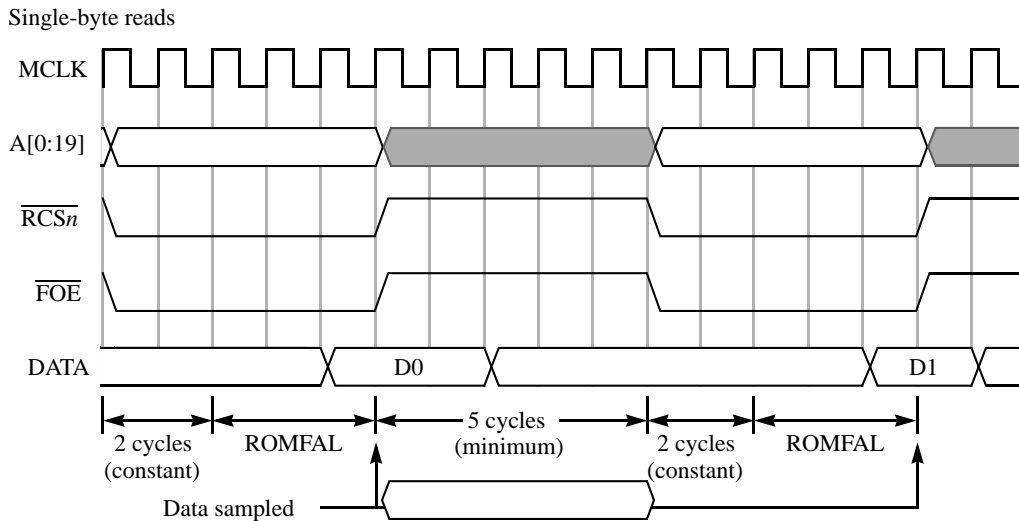 Single-byte reads
MCLK
A[0:19]
RCSn
FOE
DATA
D0
D1
2 cycles
(constant)
ROMFAL
5 cycles
(minimum)
2 cycles
(constant)
ROMFAL
Data sampled